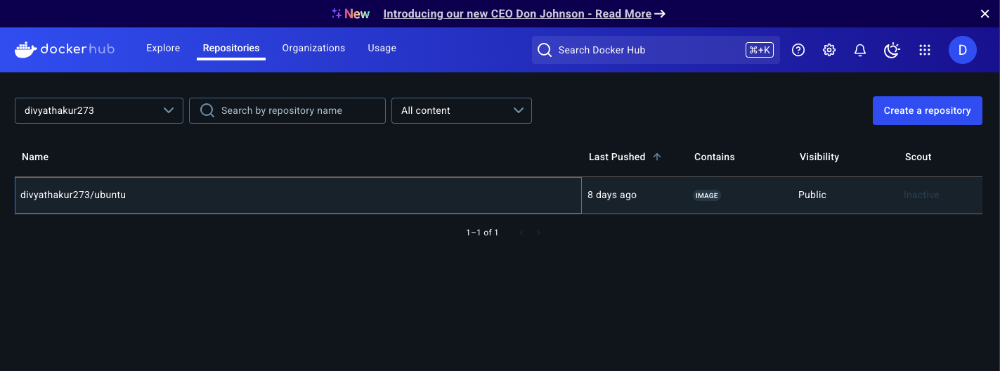 New Introducing our new CEO Don Johnson - Read More
dockerhub Explore Repositories Organizations Usage Search Docker Hub ⌘+K D
divyathakur273 Search by repository name All content Create a repository
Name Last Pushed Contains Visibility Scout
divyathakur273/ubuntu 8 days ago IMAGE Public Inactive
1–1 of 1